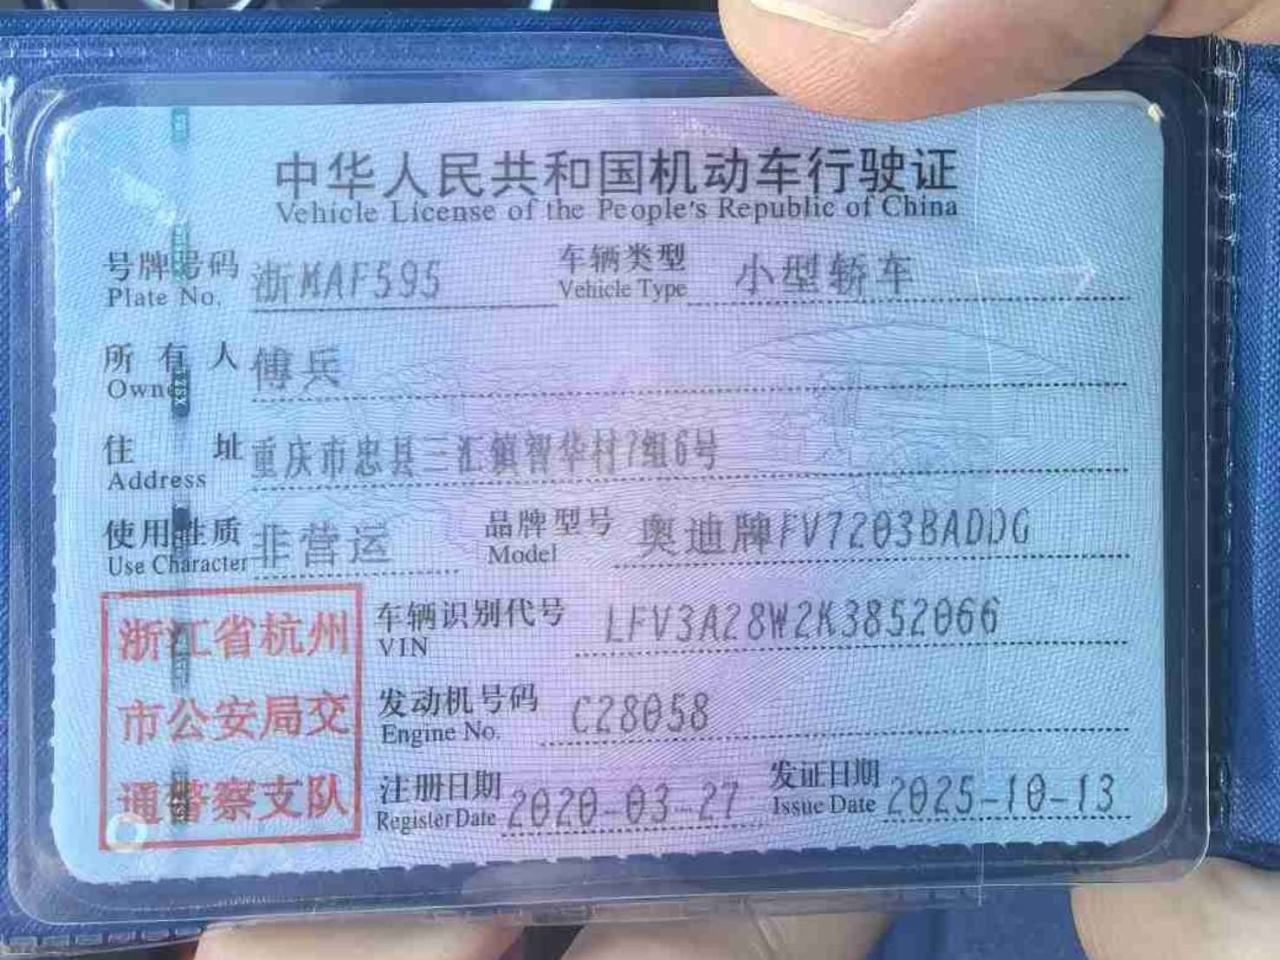 中华人民共和国机动车行驶证
Vehicle License of the People's Republic of China
号牌号码 浙MAF595 车辆类型 小型轿车
Plate No. Vehicle Type
所有人 傅兵
Owner
住址 重庆市忠县三汇镇智华村7组6号
Address
使用性质 非营运 品牌型号 奥迪牌FV7203BADDG
Use Character Model
浙江省杭州
市公安局交
通警察支队
车辆识别代号 LFV3A28W2K3852066
VIN
发动机号码 C28058
Engine No.
注册日期 2020-03-27 发证日期 2025-10-13
Register Date Issue Date